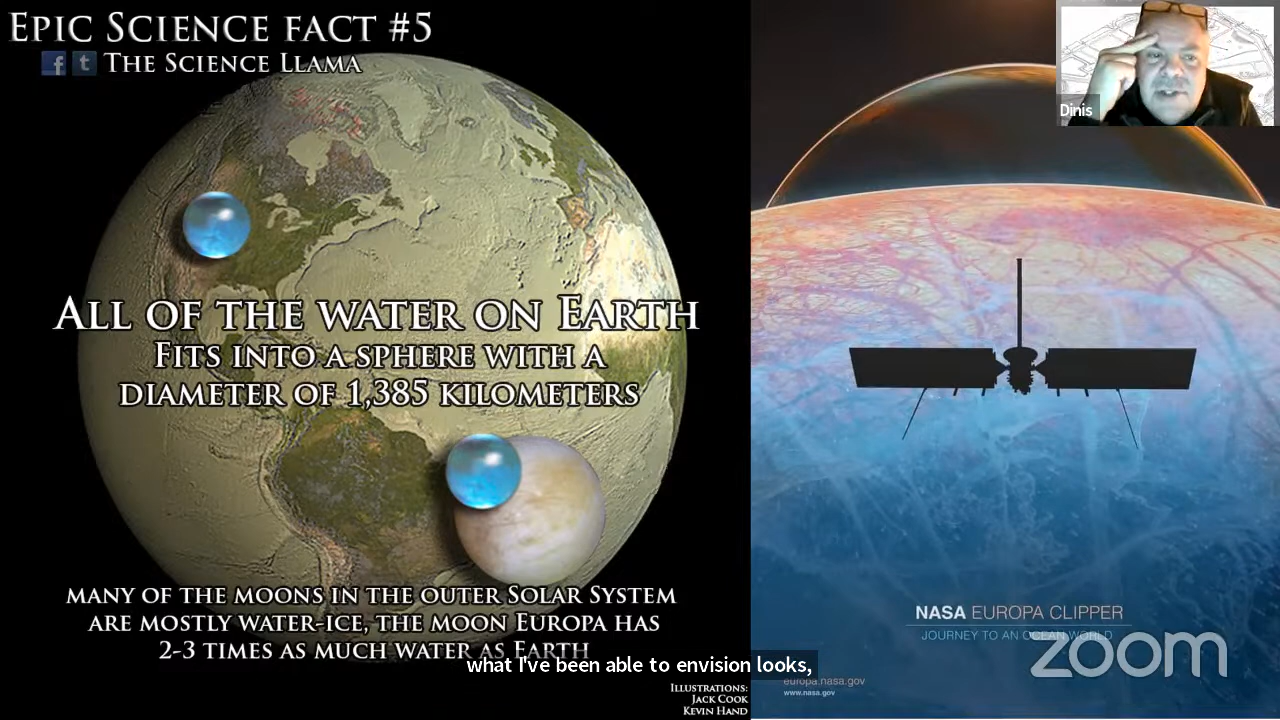 EPIC SCIENCE FACT #5
f t THE SCIENCE LLAMA
ALL OF THE WATER ON EARTH
FITS INTO A SPHERE WITH A
DIAMETER OF 1,385 KILOMETERS
MANY OF THE MOONS IN THE OUTER SOLAR SYSTEM
ARE MOSTLY WATER-ICE, THE MOON EUROPA HAS
2-3 TIMES AS MUCH WATER AS EARTH
ILLUSTRATIONS:
JACK COOK
KEVIN HAND
Dinis
NASA EUROPA CLIPPER
JOURNEY TO AN OCEAN WORLD
europa.nasa.gov
www.nasa.gov
zoom
what I've been able to envision looks,